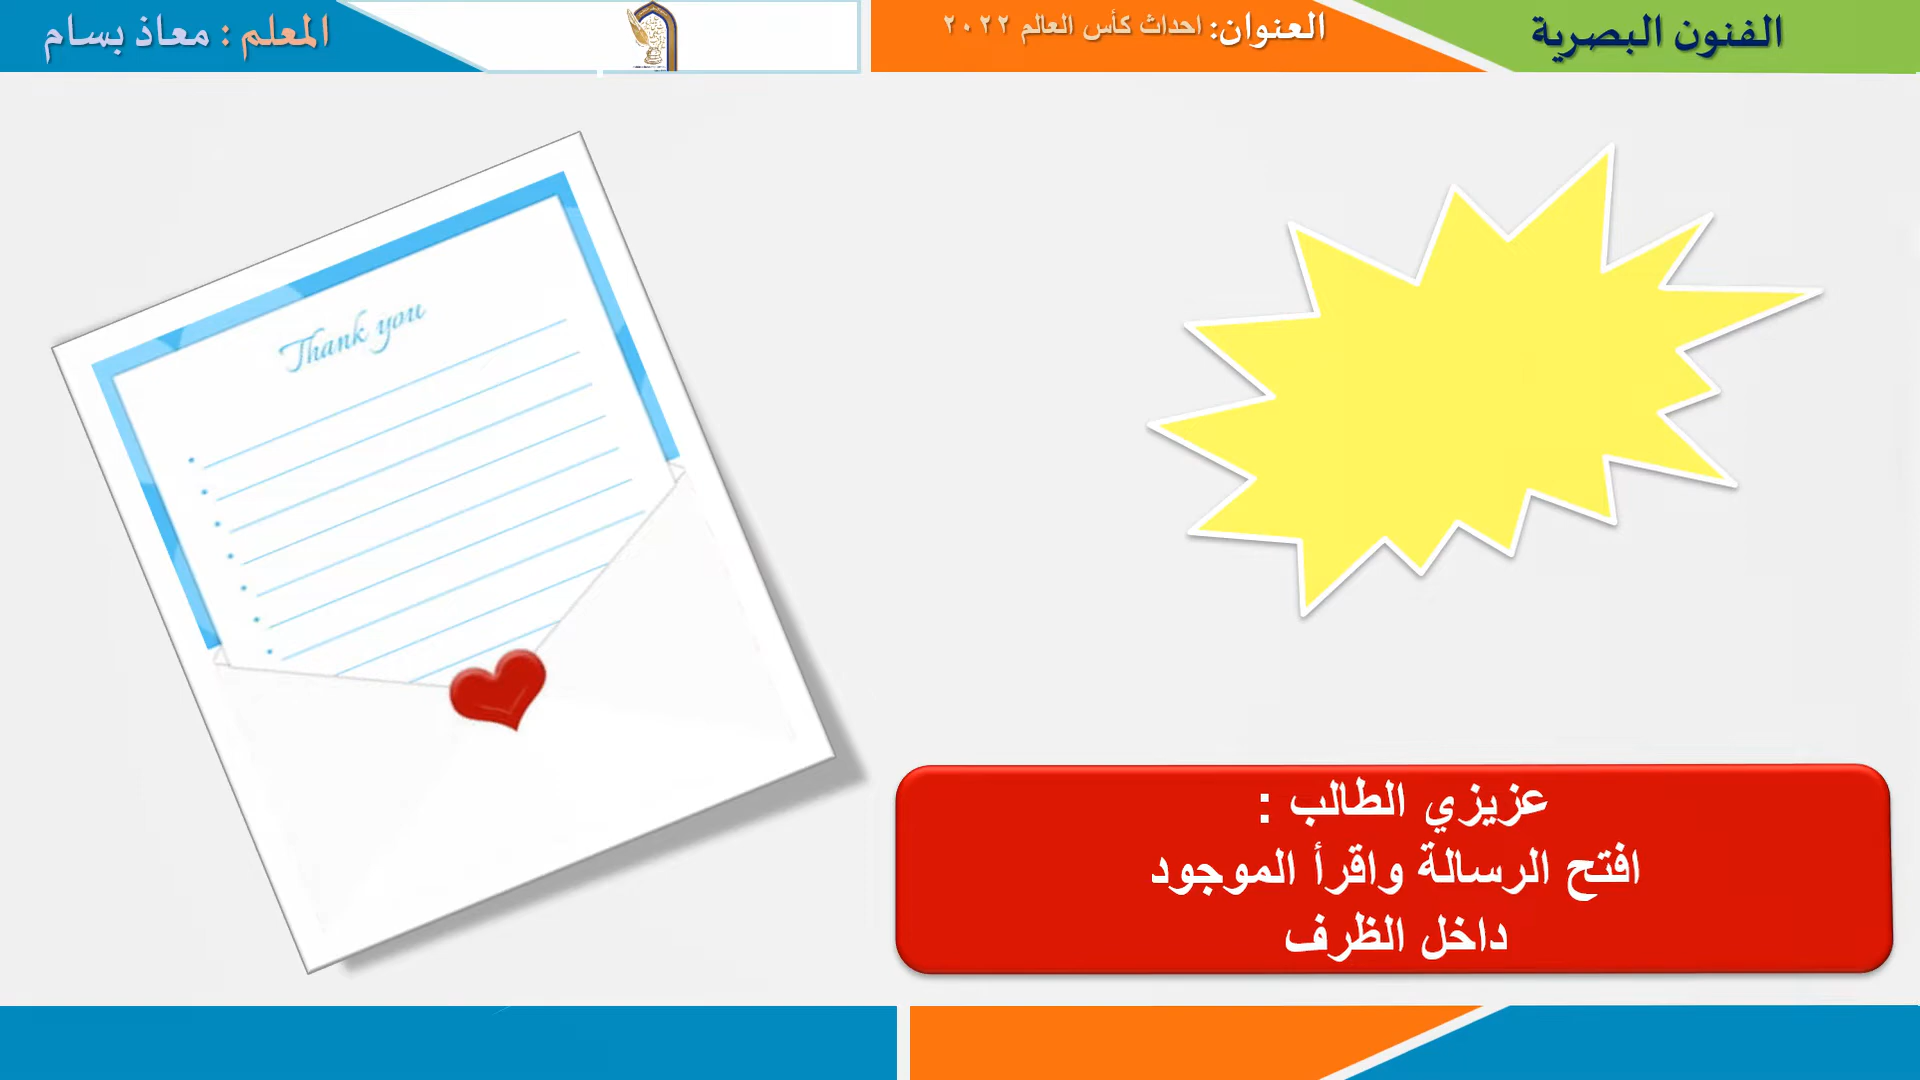 الفنون البصرية
العنوان: احداث كأس العالم ٢٠٢٢
المعلم : معاذ بسام
Thank you
عزيزي الطالب :
افتح الرسالة واقرأ الموجود
داخل الظرف